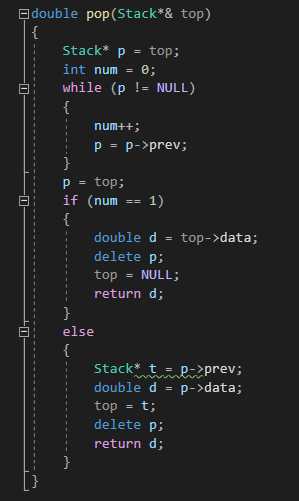 double pop(Stack*& top)
{
Stack* p = top;
int num = 0;
while (p != NULL)
{
num++;
p = p->prev;
}
p = top;
if (num == 1)
{
double d = top->data;
delete p;
top = NULL;
return d;
}
else
{
Stack* t = p->prev;
double d = p->data;
top = t;
delete p;
return d;
}
}